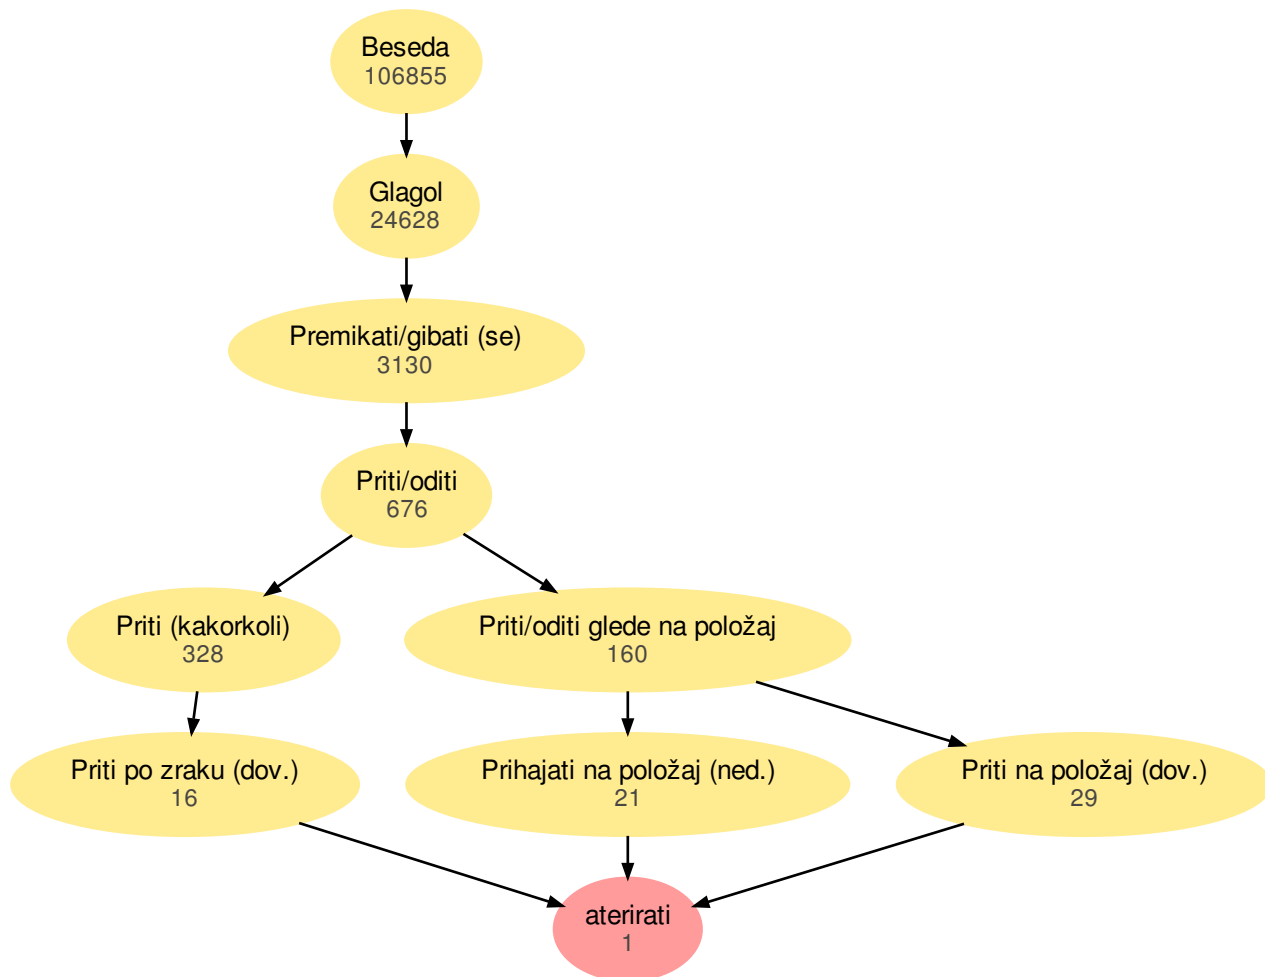 Beseda
106855
Glagol
24628
Premikati/gibati (se)
3130
Priti/oditi
676
Priti (kakorkoli)
328
Priti/oditi glede na položaj
160
Priti po zraku (dov.)
16
Prihajati na položaj (ned.)
21
Priti na položaj (dov.)
29
aterirati
1